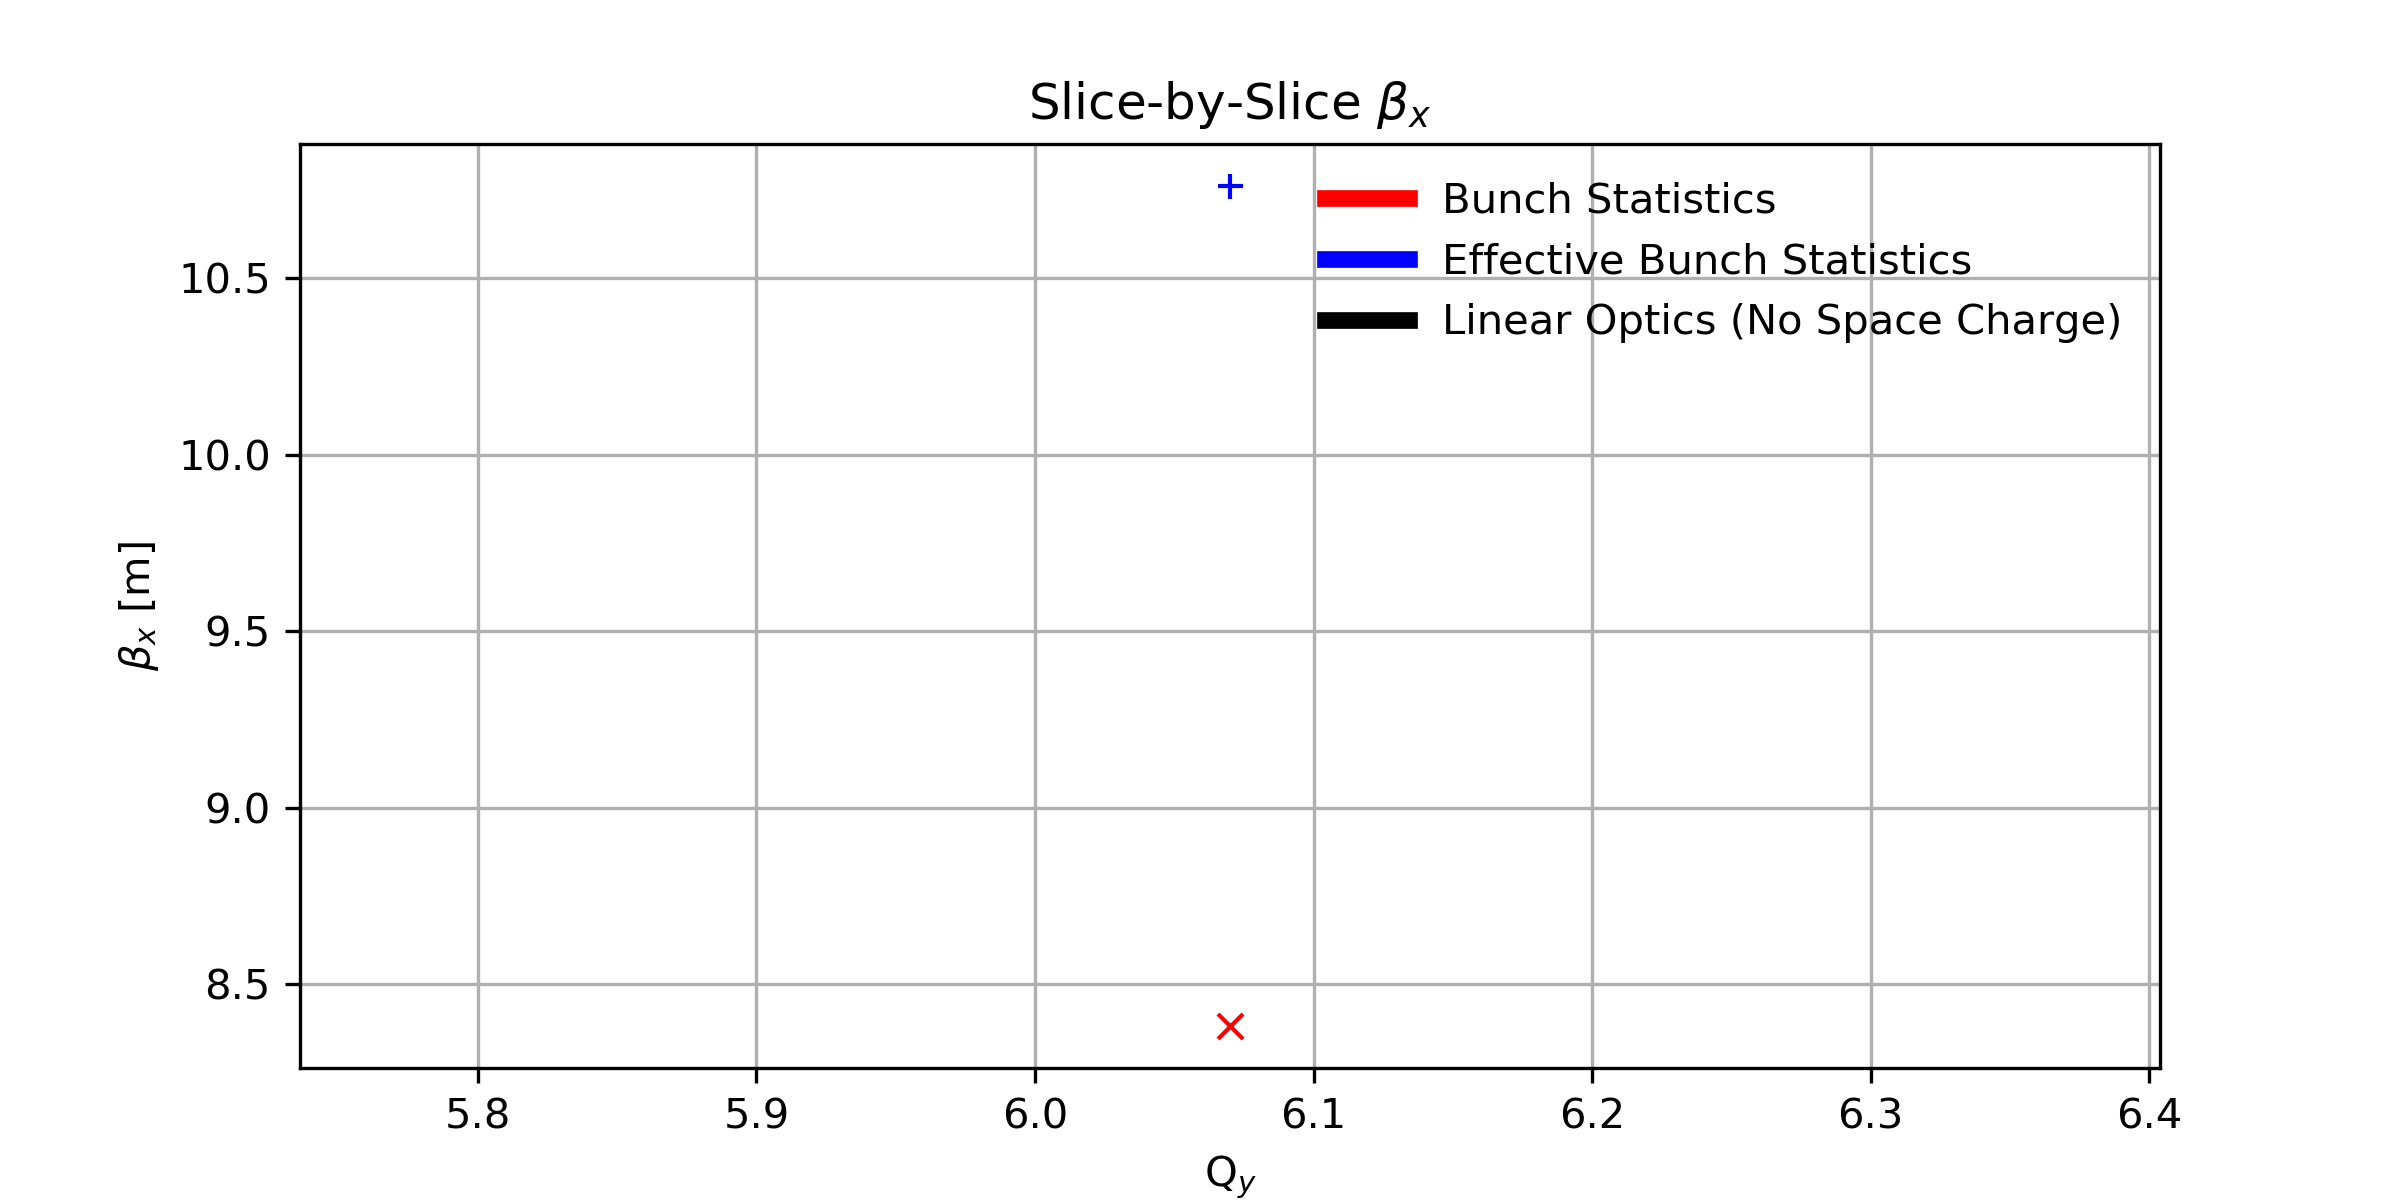 Slice-by-Slice βx
Bunch Statistics
Effective Bunch Statistics
Linear Optics (No Space Charge)
βx [m]
10.5
10.0
9.5
9.0
8.5
5.8 5.9 6.0 6.1 6.2 6.3 6.4
Qy